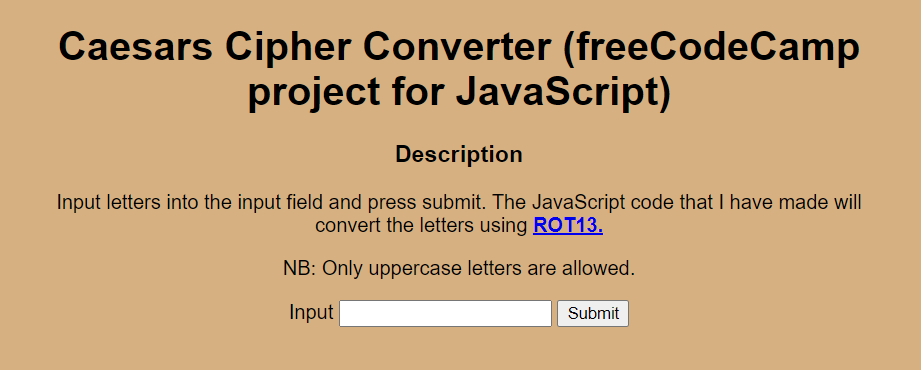 Caesars Cipher Converter (freeCodeCamp
project for JavaScript)
Description
Input letters into the input field and press submit. The JavaScript code that I have made will
convert the letters using ROT13.
NB: Only uppercase letters are allowed.
Input Submit